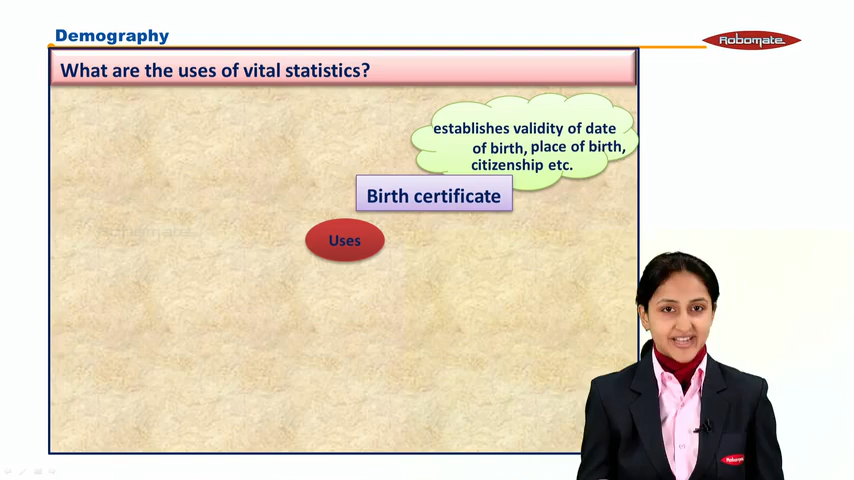 Demography
Robomate
What are the uses of vital statistics?
establishes validity of date
of birth, place of birth,
citizenship etc.
Birth certificate
Uses
Robomate